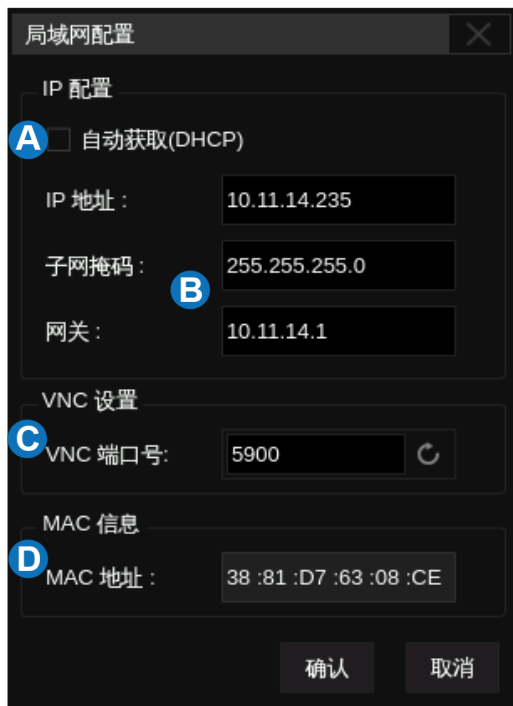 局域网配置
IP 配置
A 自动获取(DHCP)
IP 地址 : 10.11.14.235
子网掩码 : 255.255.255.0
B
网关 : 10.11.14.1
VNC 设置
C
VNC 端口号: 5900
MAC 信息
D
MAC 地址 : 38 :81 :D7 :63 :08 :CE
确认 取消